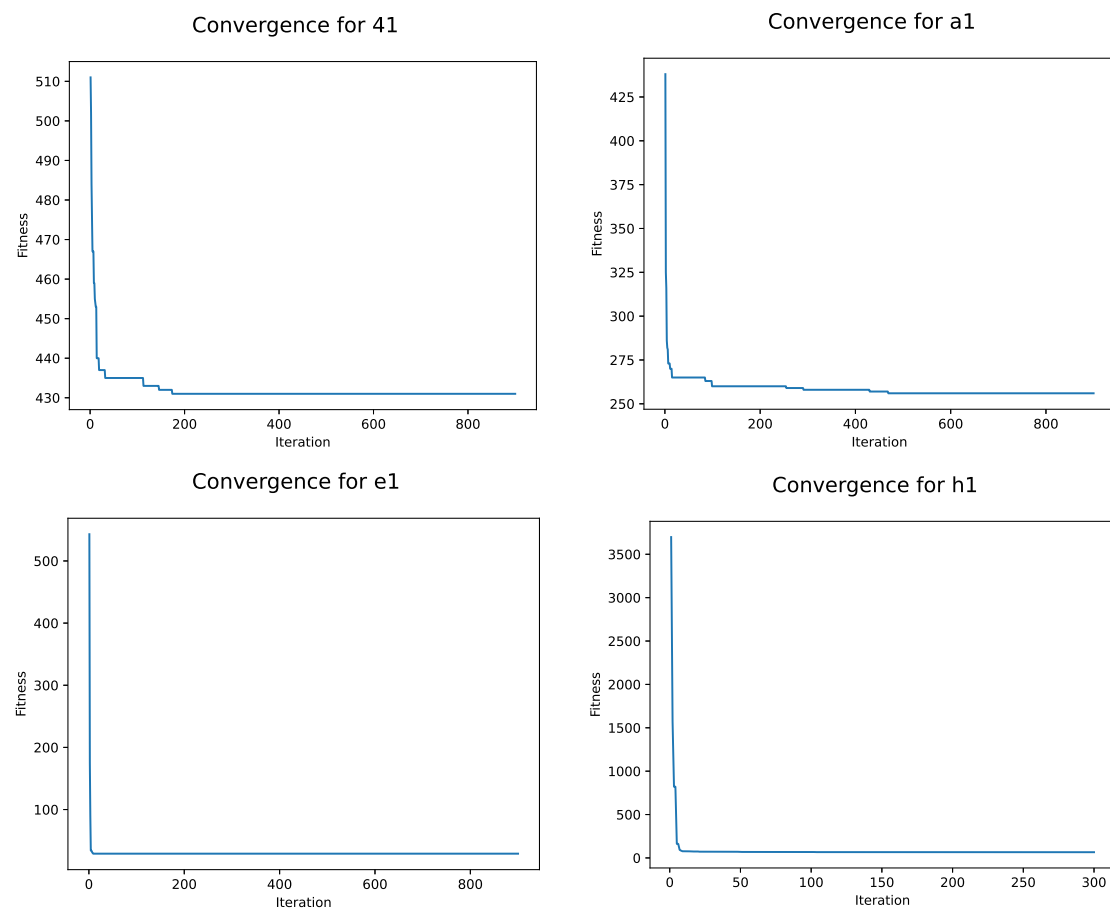 Convergence for 41
510
500
490
480
470
460
450
440
430
Fitness
0 200 400 600 800
Iteration
Convergence for a1
425
400
375
350
325
300
275
250
Fitness
0 200 400 600 800
Iteration
Convergence for e1
500
400
300
200
100
Fitness
0 200 400 600 800
Iteration
Convergence for h1
3500
3000
2500
2000
1500
1000
500
0
Fitness
0 50 100 150 200 250 300
Iteration